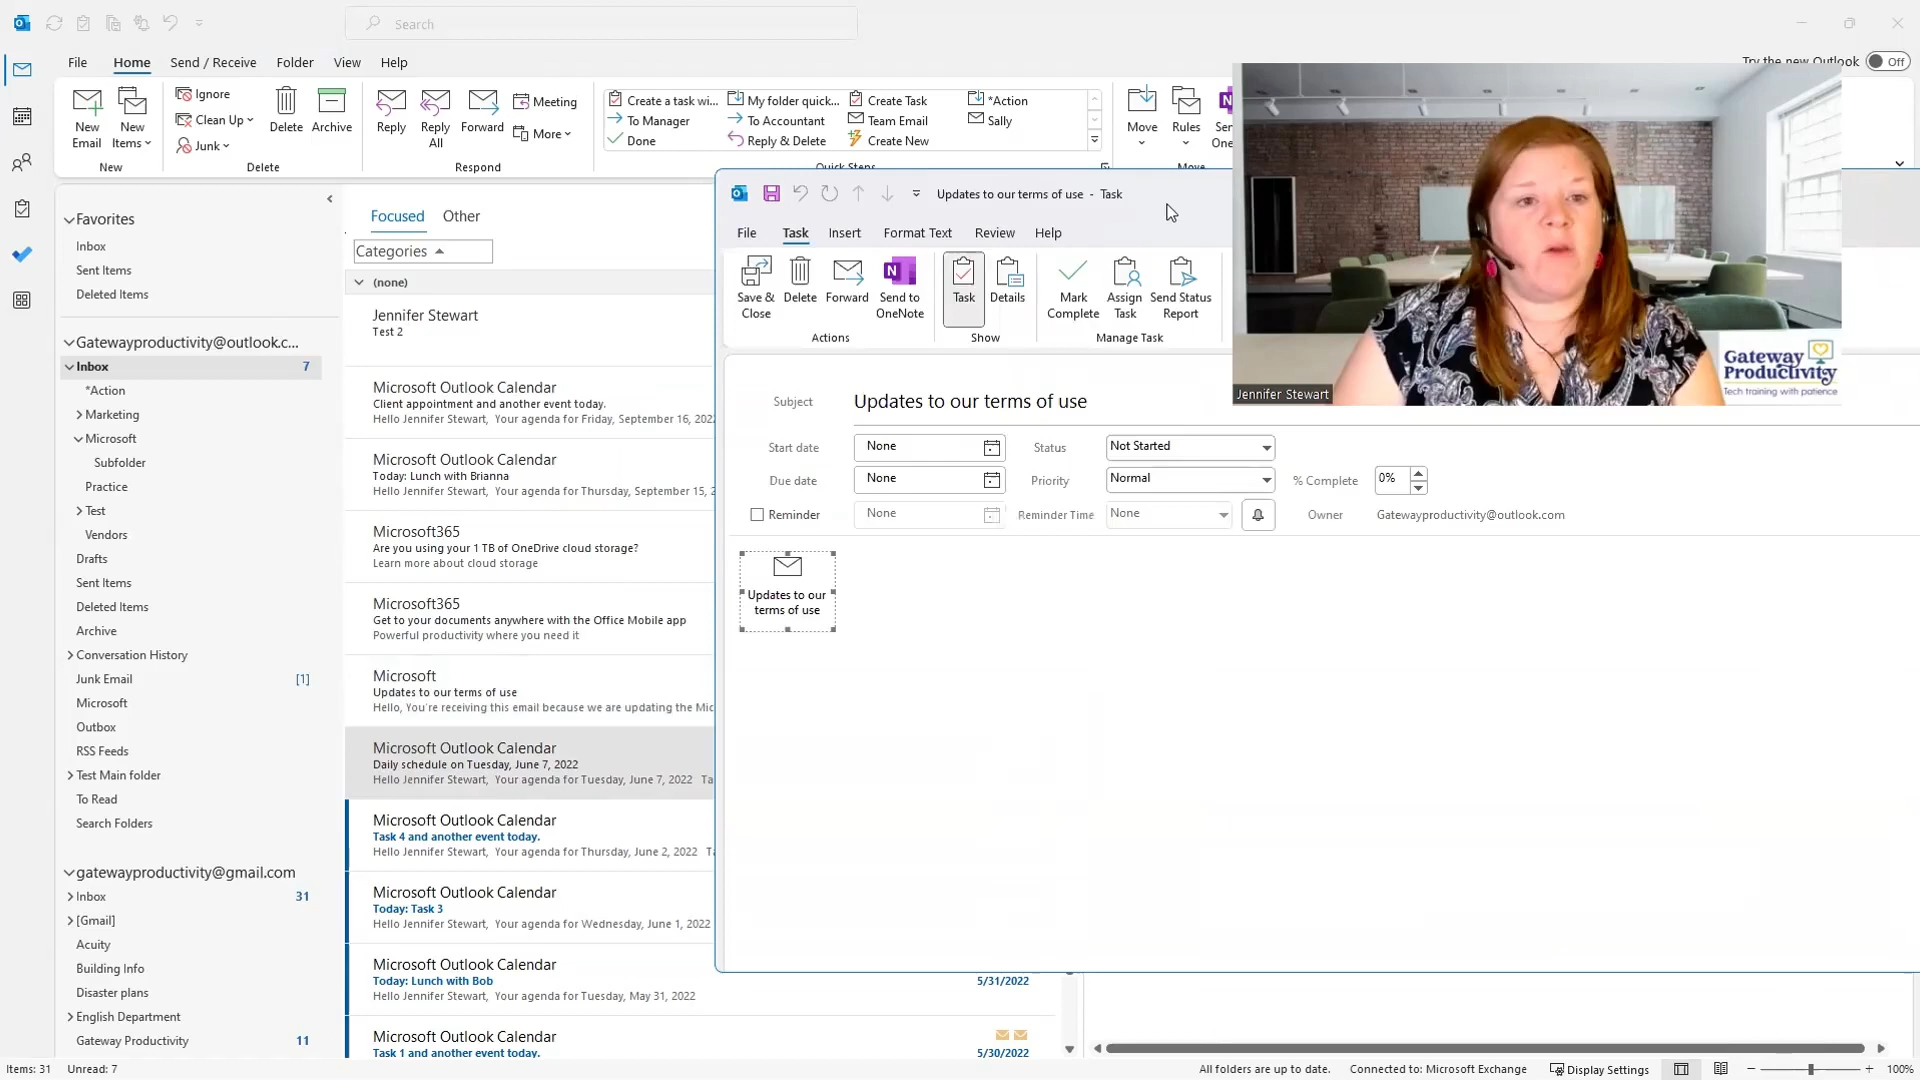 Search
File Home Send / Receive Folder View Help
Try the new Outlook Off
New Email
New Items
New
Ignore
Clean Up
Junk
Delete
Archive
Delete
Reply
Reply All
Forward
Meeting
More
Respond
Create a task wi...
To Manager
Done
My folder quick...
To Accountant
Reply & Delete
Create Task
Team Email
Create New
*Action
Sally
Quick Steps
Move
Rules
Move
Favorites
Inbox
Sent Items
Deleted Items
Gatewayproductivity@outlook.c...
Inbox 7
*Action
Marketing
Microsoft
Subfolder
Practice
Test
Vendors
Drafts
Sent Items
Deleted Items
Archive
Conversation History
Junk Email [1]
Microsoft
Outbox
RSS Feeds
Test Main folder
To Read
Search Folders
gatewayproductivity@gmail.com
Inbox 31
[Gmail]
Acuity
Building Info
Disaster plans
English Department
Gateway Productivity 11
Focused Other
Categories
(none)
Jennifer Stewart
Test 2
Microsoft Outlook Calendar
Client appointment and another event today.
Hello Jennifer Stewart, Your agenda for Friday, September 16, 2022
Microsoft Outlook Calendar
Today: Lunch with Brianna
Hello Jennifer Stewart, Your agenda for Thursday, September 15, 2
Microsoft365
Are you using your 1 TB of OneDrive cloud storage?
Learn more about cloud storage
Microsoft365
Get to your documents anywhere with the Office Mobile app
Powerful productivity where you need it
Microsoft
Updates to our terms of use
Hello, You're receiving this email because we are updating the Mic
Microsoft Outlook Calendar
Daily schedule on Tuesday, June 7, 2022
Hello Jennifer Stewart, Your agenda for Tuesday, June 7, 2022 Ta
Microsoft Outlook Calendar
Task 4 and another event today.
Hello Jennifer Stewart, Your agenda for Thursday, June 2, 2022 T
Microsoft Outlook Calendar
Today: Task 3
Hello Jennifer Stewart, Your agenda for Wednesday, June 1, 2022
Microsoft Outlook Calendar
Today: Lunch with Bob 5/31/2022
Hello Jennifer Stewart, Your agenda for Tuesday, May 31, 2022
Microsoft Outlook Calendar
Task 1 and another event today. 5/30/2022
Updates to our terms of use - Task
File Task Insert Format Text Review Help
Save & Close
Delete
Forward
Send to OneNote
Actions
Task
Details
Show
Mark Complete
Assign Task
Send Status Report
Manage Task
Subject Updates to our terms of use
Start date None Status Not Started
Due date None Priority Normal % Complete 0%
Reminder None Reminder Time None Owner Gatewayproductivity@outlook.com
Updates to our
terms of use
Gateway
Productivity
Tech training with patience
Jennifer Stewart
Items: 31 Unread: 7 All folders are up to date. Connected to: Microsoft Exchange Display Settings 100%